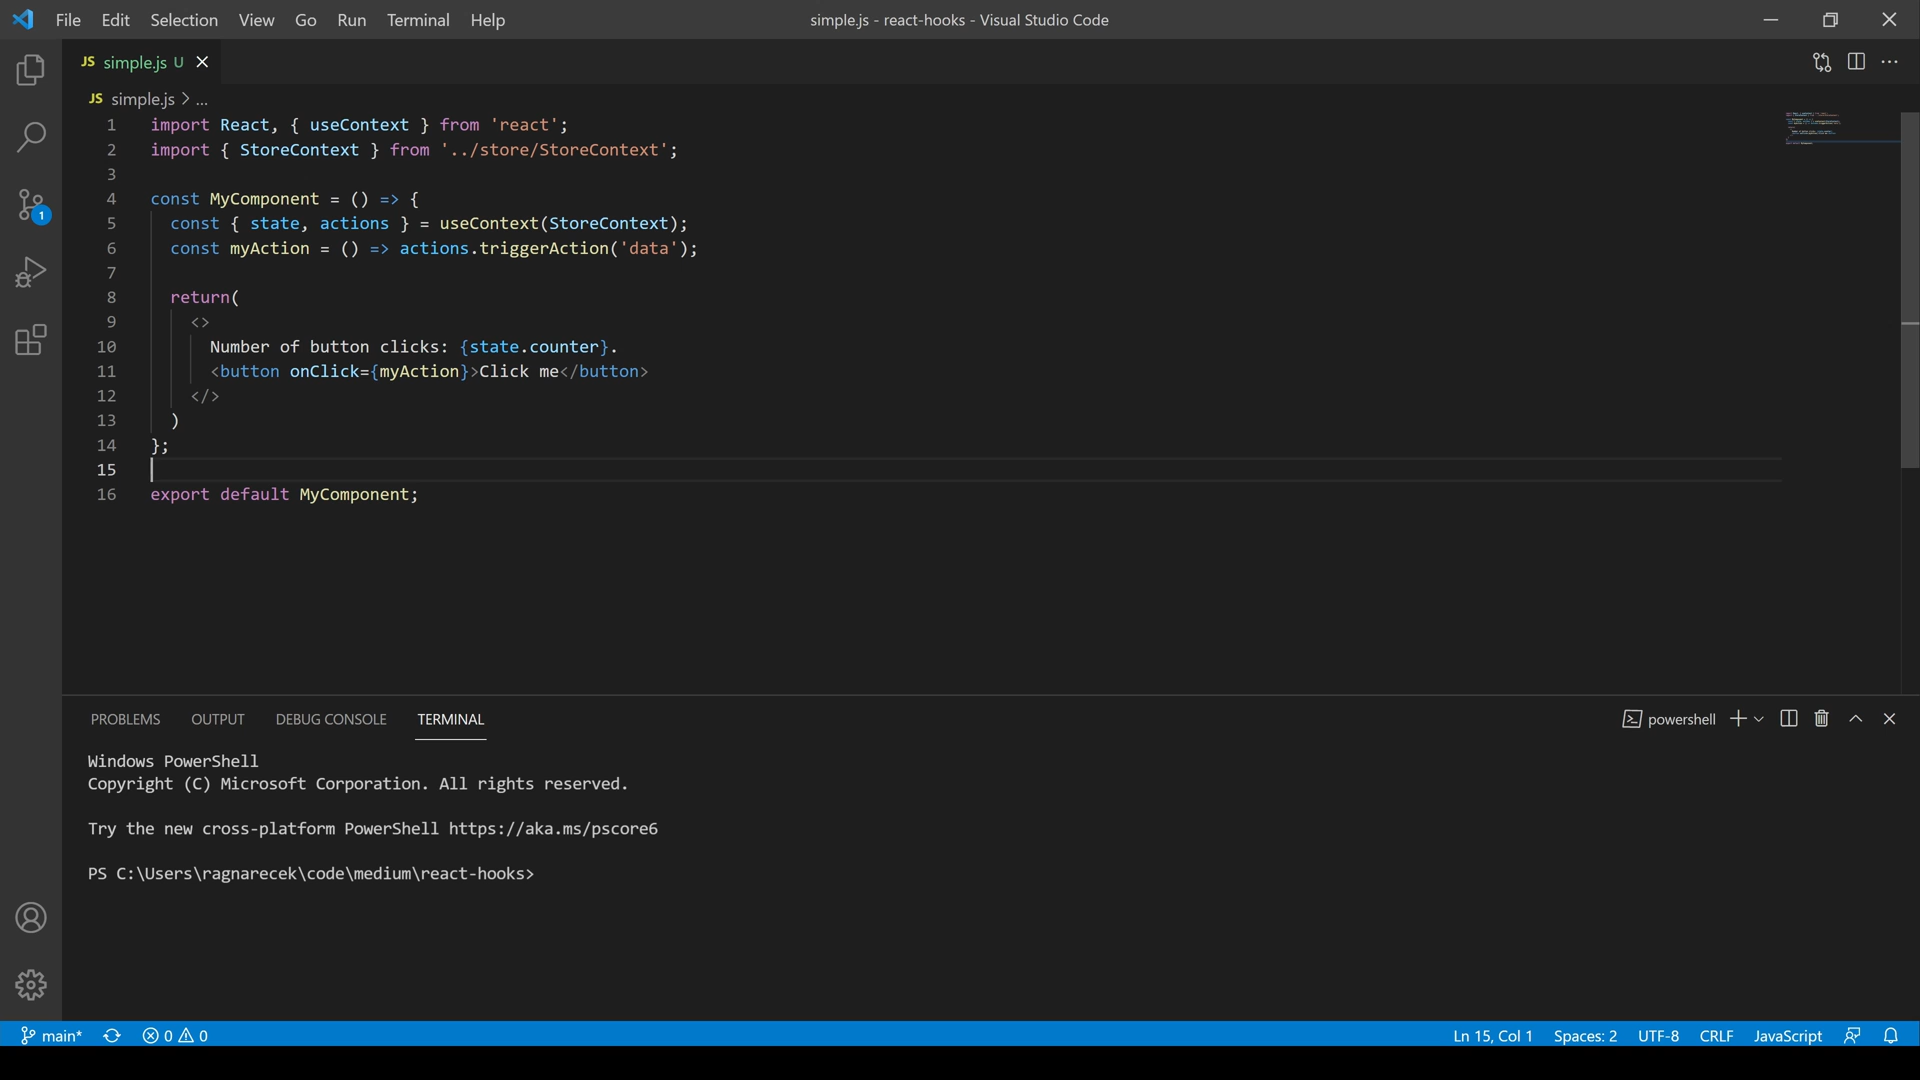 File Edit Selection View Go Run Terminal Help simple.js - react-hooks - Visual Studio Code
JS simple.js U
JS simple.js > ...
1 import React, { useContext } from 'react';
2 import { StoreContext } from '../store/StoreContext';
3
4 const MyComponent = () => {
5 const { state, actions } = useContext(StoreContext);
6 const myAction = () => actions.triggerAction('data');
7
8 return(
9 <>
10 Number of button clicks: {state.counter}.
11 <button onClick={myAction}>Click me</button>
12 </>
13 )
14 };
15
16 export default MyComponent;
1
PROBLEMS OUTPUT DEBUG CONSOLE TERMINAL powershell
Windows PowerShell
Copyright (C) Microsoft Corporation. All rights reserved.
Try the new cross-platform PowerShell https://aka.ms/pscore6
PS C:\Users\ragnarecek\code\medium\react-hooks>
main* 0 0 Ln 15, Col 1 Spaces: 2 UTF-8 CRLF JavaScript